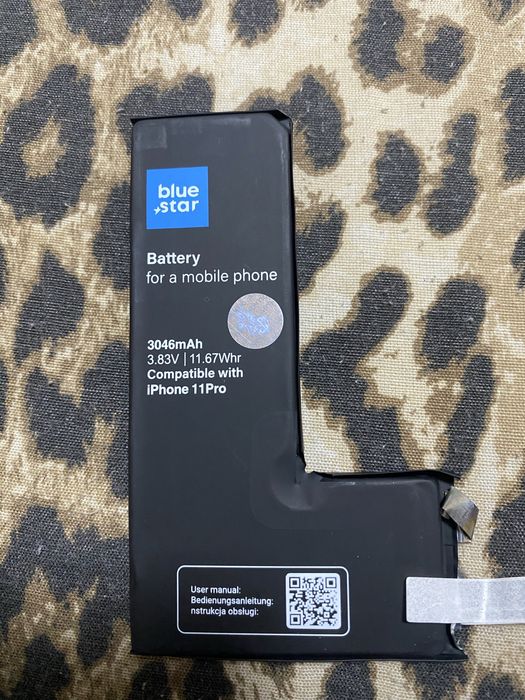 blue
star
Battery
for a mobile phone
3046mAh
3.83V | 11.67Whr
Compatible with
iPhone 11Pro
User manual:
Bedienungsanleitung:
nstrukcja obsługi: